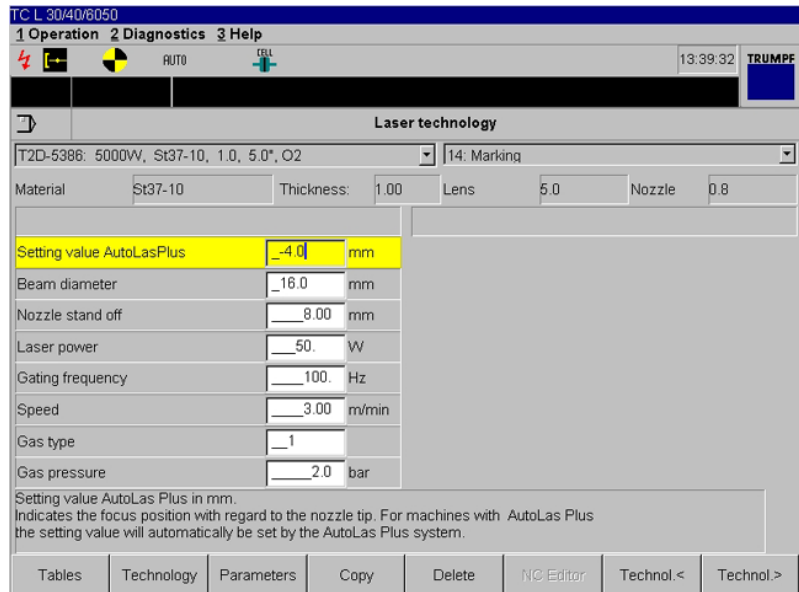 TC L 30/40/6050
1 Operation 2 Diagnostics 3 Help
AUTO CELL 13:39:32 TRUMPF
Laser technology
T2D-5386: 5000W, St37-10, 1.0, 5.0", O2 14: Marking
Material St37-10 Thickness: 1.00 Lens 5.0 Nozzle 0.8
Setting value AutoLasPlus _-4.0 mm
Beam diameter _16.0 mm
Nozzle stand off ____8.00 mm
Laser power ___50. W
Gating frequency ____100. Hz
Speed ____3.00 m/min
Gas type __1
Gas pressure _____2.0 bar
Setting value AutoLas Plus in mm.
Indicates the focus position with regard to the nozzle tip. For machines with AutoLas Plus
the setting value will automatically be set by the AutoLas Plus system.
Tables Technology Parameters Copy Delete NC Editor Technol.< Technol.>